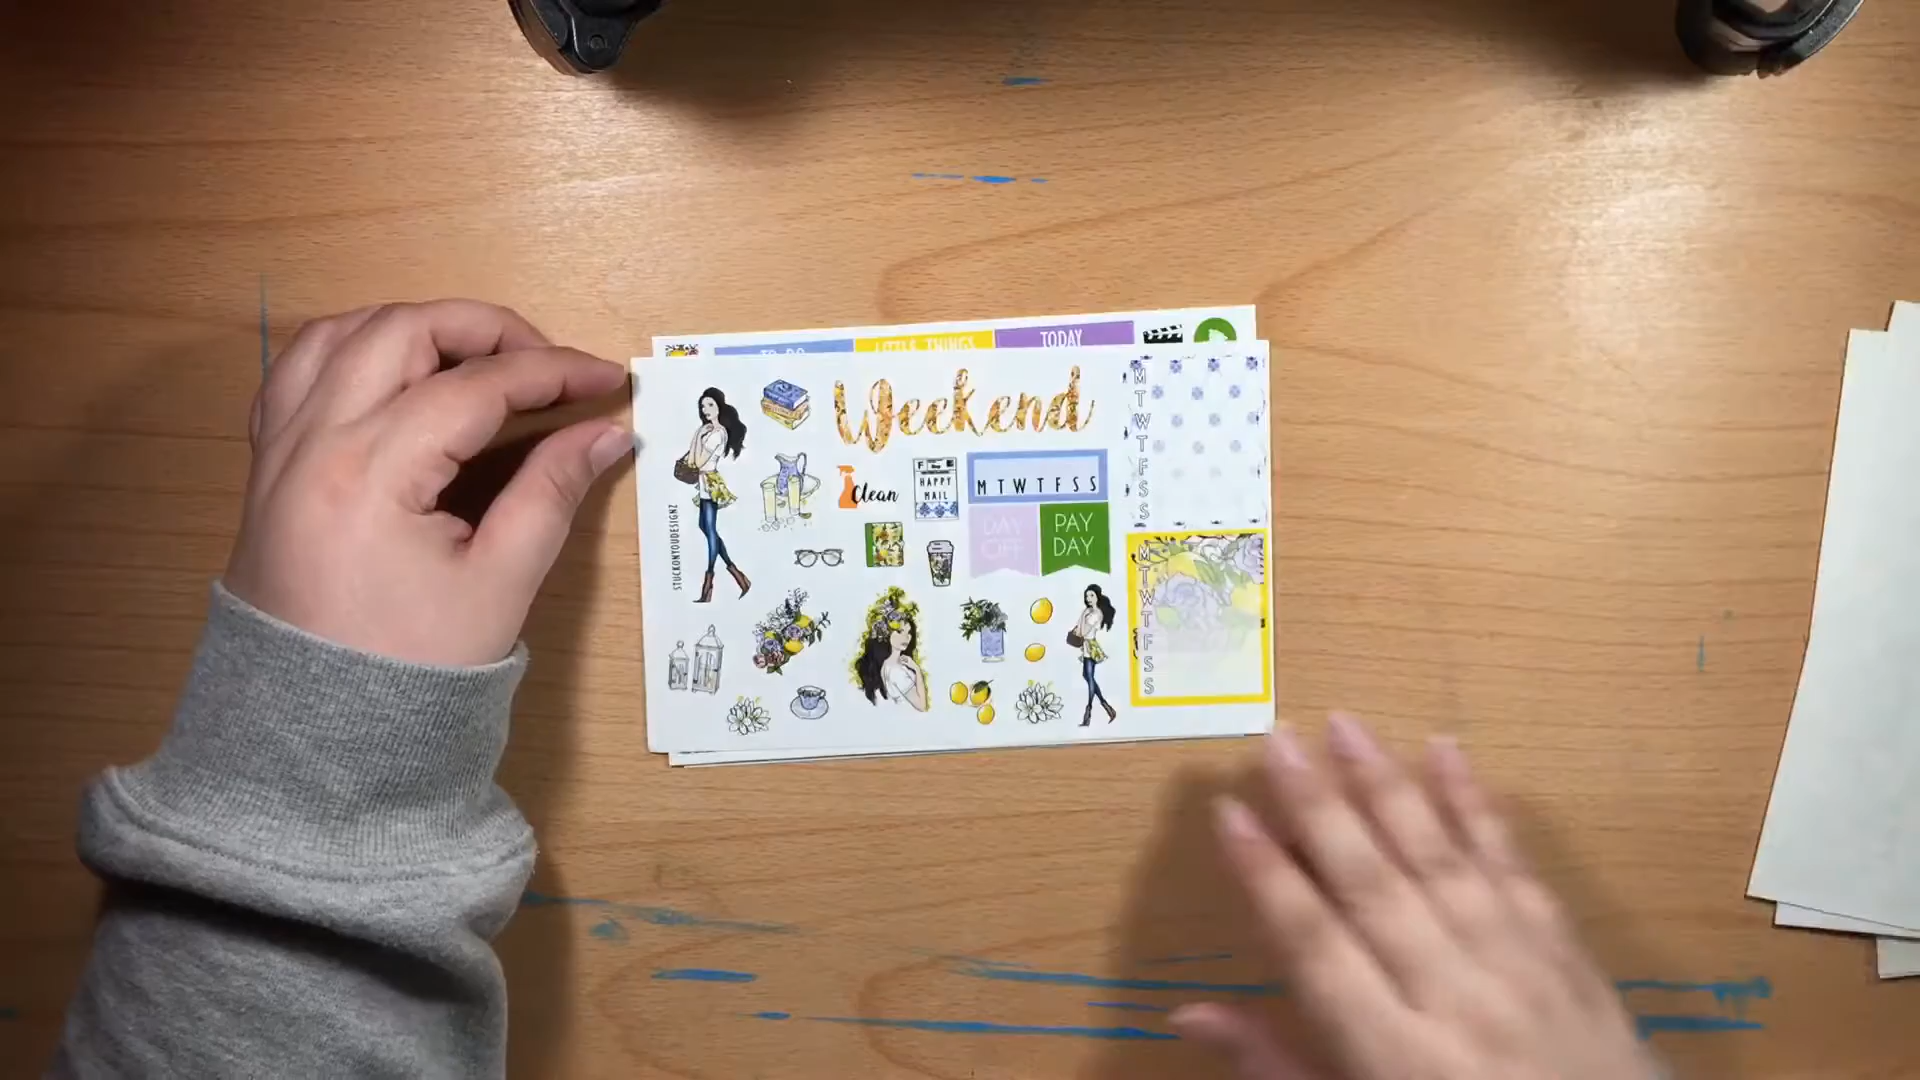 TO DO
LITTLE THINGS
TODAY
Weekend
Clean
HAPPY
MAIL
M T W T F S S
DAY
OFF
PAY
DAY
STUCKONYOUDESIGNZ
M
T
W
T
F
S
S
M
T
W
T
F
S
S